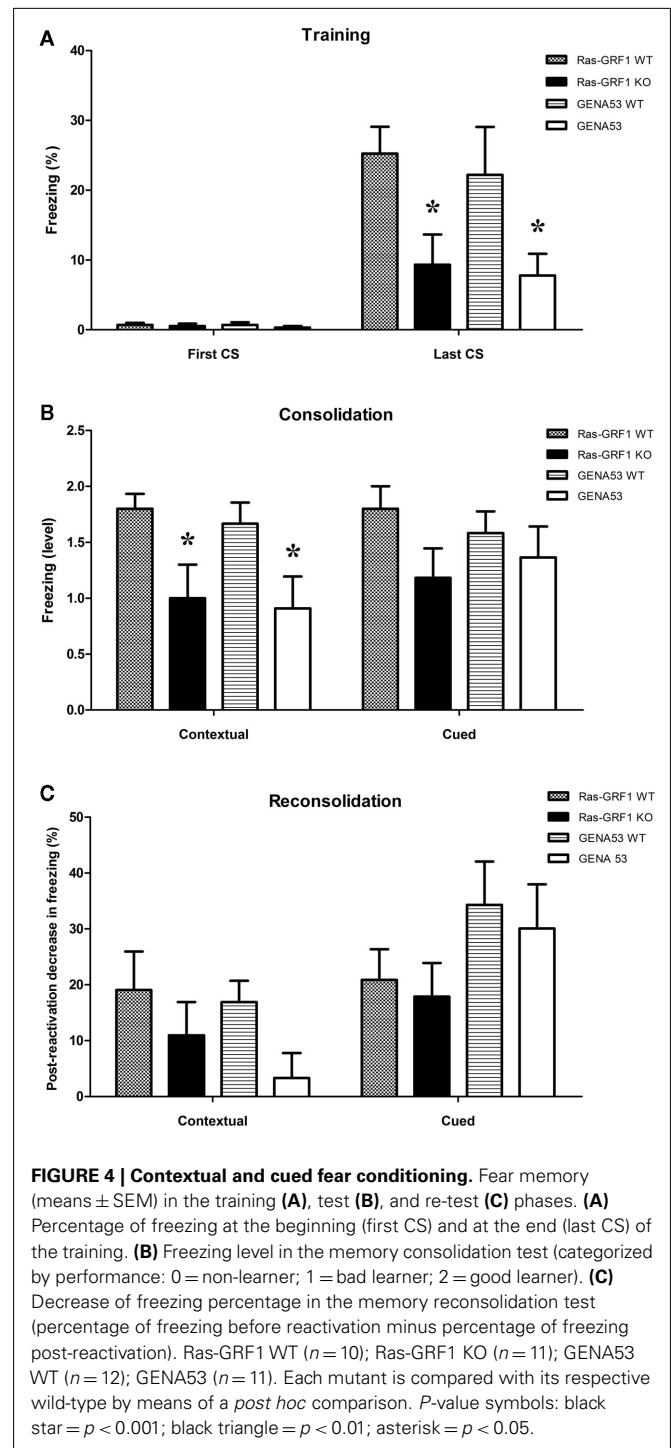 A
Training
Freezing (%)
40
30
20
10
0
Ras-GRF1 WT
Ras-GRF1 KO
GENA53 WT
GENA53
*
*
First CS
Last CS
B
Consolidation
Freezing (level)
2.5
2.0
1.5
1.0
0.5
0.0
Ras-GRF1 WT
Ras-GRF1 KO
GENA53 WT
GENA53
*
*
Contextual
Cued
C
Reconsolidation
Post-reactivation decrease in freezing (%)
50
40
30
20
10
0
Ras-GRF1 WT
Ras-GRF1 KO
GENA53 WT
GENA 53
Contextual
Cued
FIGURE 4 | Contextual and cued fear conditioning. Fear memory
(means ± SEM) in the training (A), test (B), and re-test (C) phases. (A)
Percentage of freezing at the beginning (first CS) and at the end (last CS) of
the training. (B) Freezing level in the memory consolidation test (categorized
by performance: 0 = non-learner; 1 = bad learner; 2 = good learner). (C)
Decrease of freezing percentage in the memory reconsolidation test
(percentage of freezing before reactivation minus percentage of freezing
post-reactivation). Ras-GRF1 WT (n = 10); Ras-GRF1 KO (n = 11); GENA53
WT (n = 12); GENA53 (n = 11). Each mutant is compared with its respective
wild-type by means of a post hoc comparison. P-value symbols: black
star = p < 0.001; black triangle = p < 0.01; asterisk = p < 0.05.